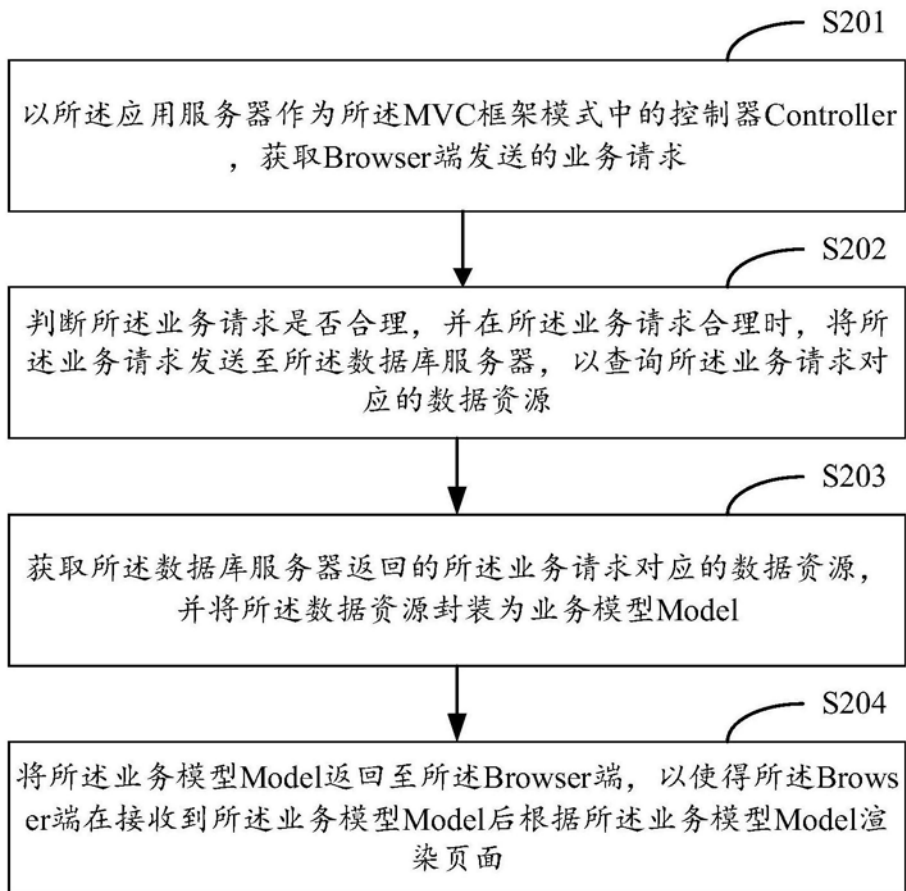 S201
以所述应用服务器作为所述MVC框架模式中的控制器Controller
，获取Browser端发送的业务请求
S202
判断所述业务请求是否合理，并在所述业务请求合理时，将所
述业务请求发送至所述数据库服务器，以查询所述业务请求对
应的数据资源
S203
获取所述数据库服务器返回的所述业务请求对应的数据资源，
并将所述数据资源封装为业务模型Model
S204
将所述业务模型Model返回至所述Browser端，以使得所述Brows
er端在接收到所述业务模型Model后根据所述业务模型Model渲
染页面